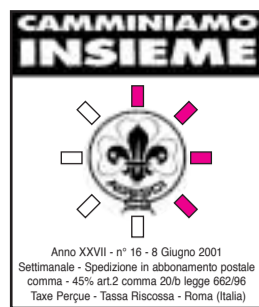 CAMMINIAMO
INSIEME
AGESCI
Anno XXVII - n° 16 - 8 Giugno 2001
Settimanale - Spedizione in abbonamento postale
comma - 45% art.2 comma 20/b legge 662/96
Taxe Perçue - Tassa Riscossa - Roma (Italia)